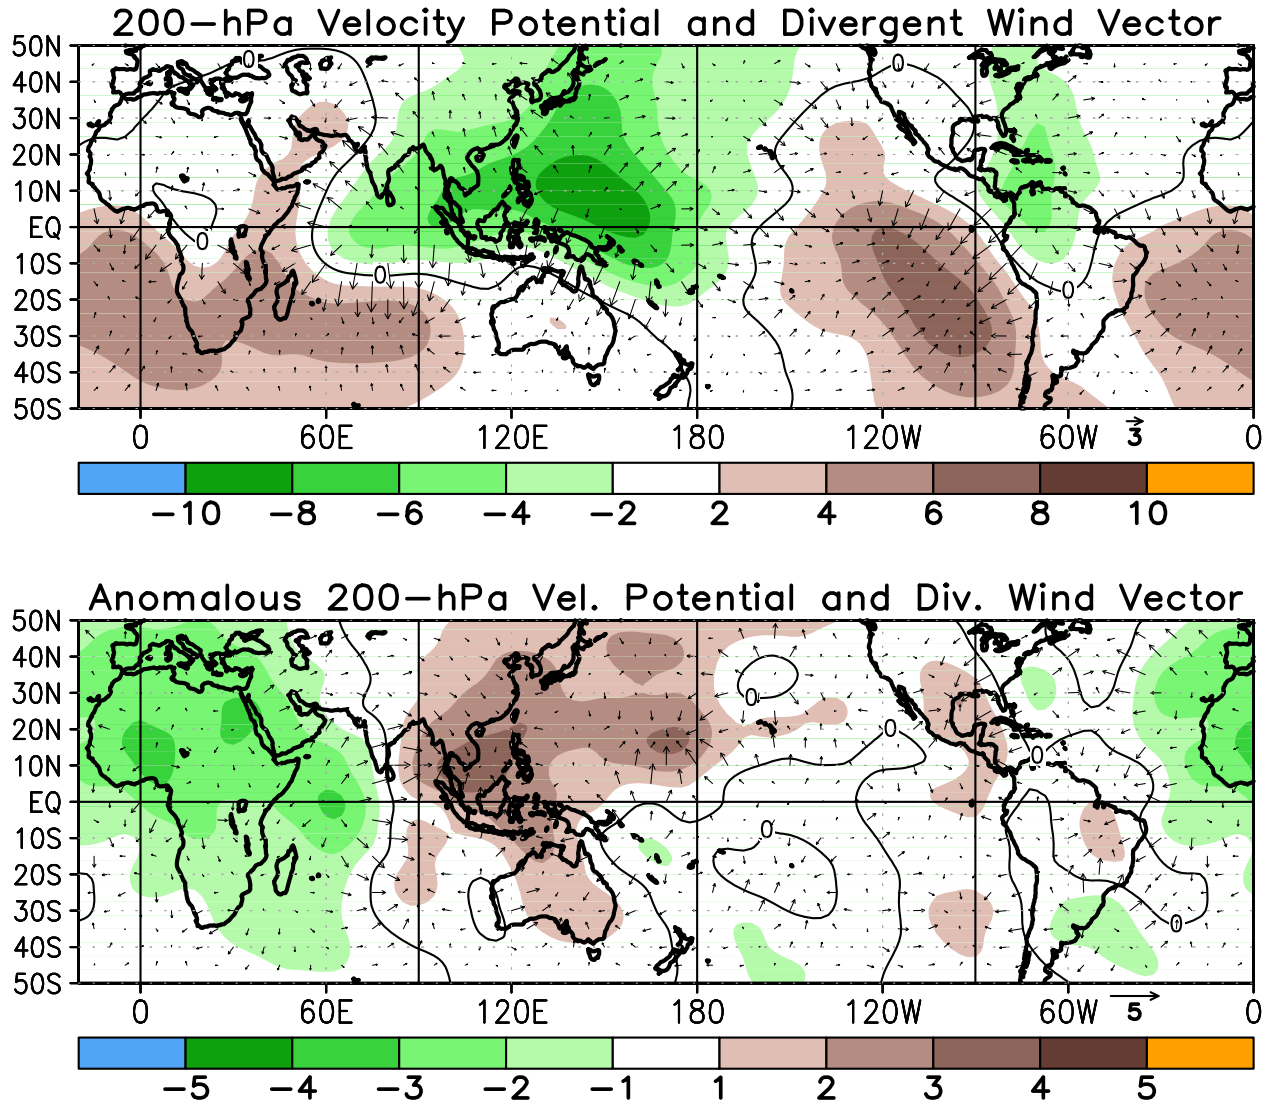 200-hPa Velocity Potential and Divergent Wind Vector
50N
40N
30N
20N
10N
EQ
10S
20S
30S
40S
50S
0
0
0
0
0
0 60E 120E 180 120W 60W 3 0
-10 -8 -6 -4 -2 2 4 6 8 10
Anomalous 200-hPa Vel. Potential and Div. Wind Vector
50N
40N
30N
20N
10N
EQ
10S
20S
30S
40S
50S
0
0
0
0
0
0 60E 120E 180 120W 60W 5 0
-5 -4 -3 -2 -1 1 2 3 4 5